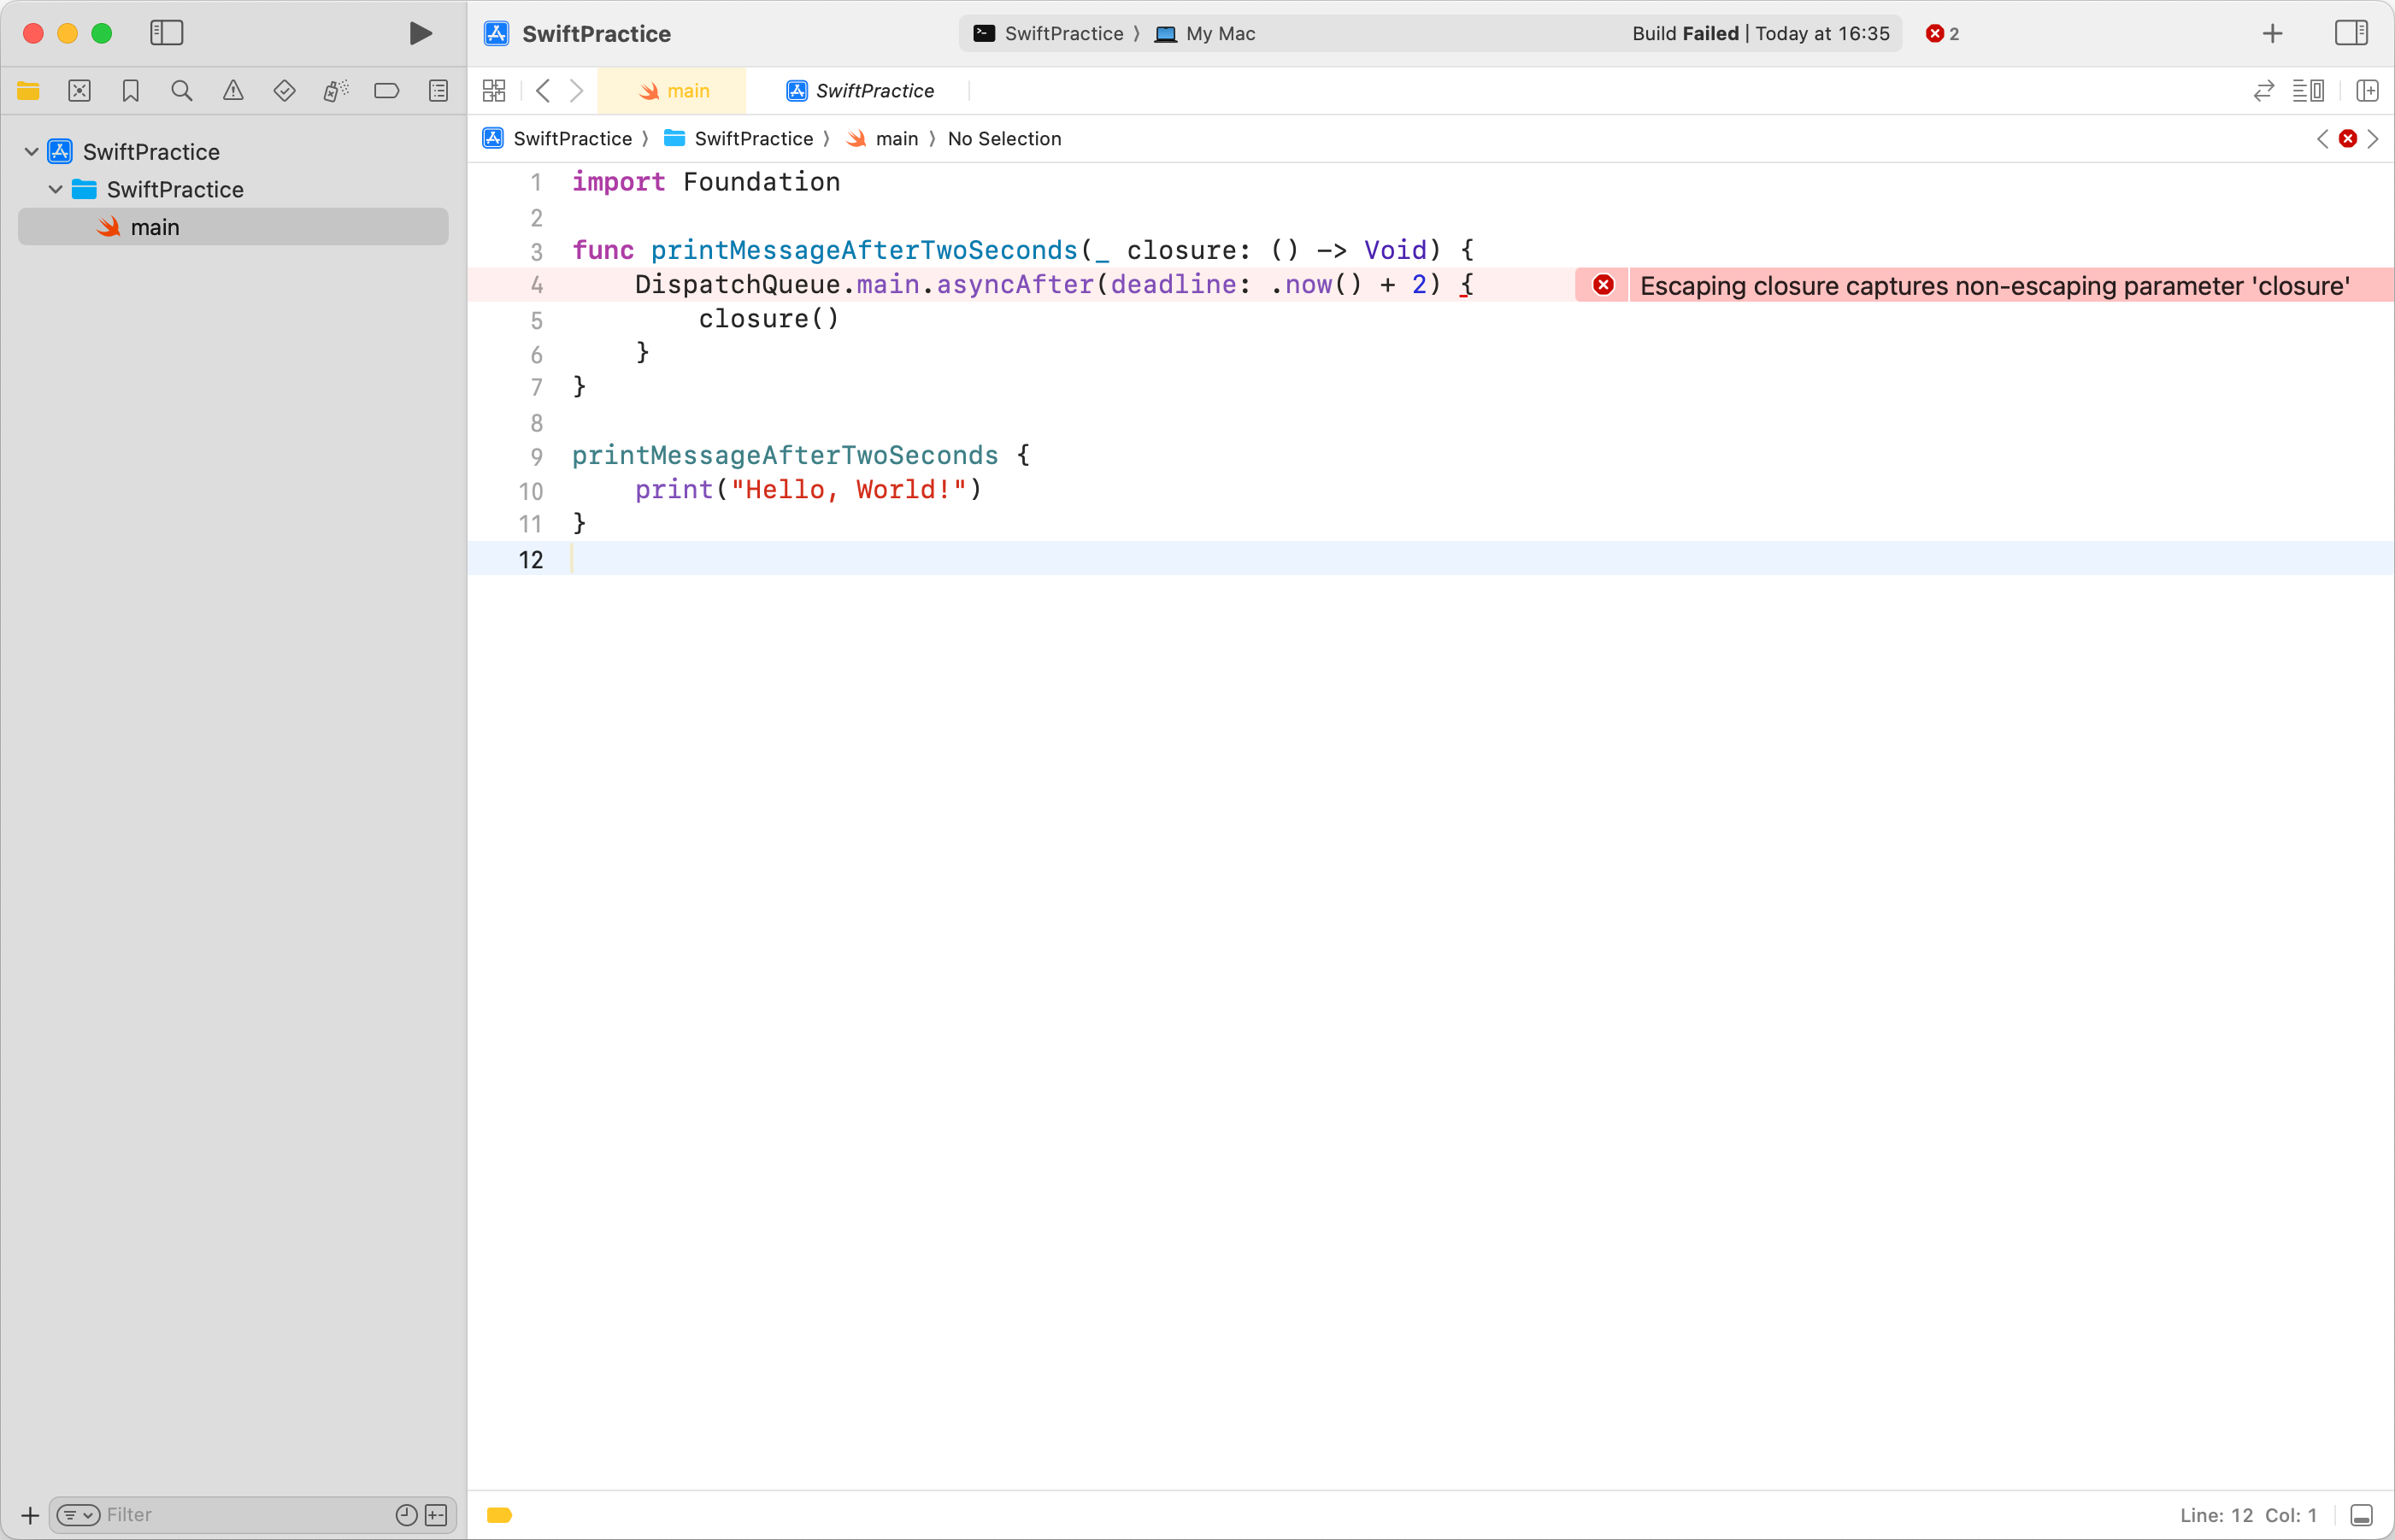 SwiftPractice
SwiftPractice 〉 My Mac
Build Failed | Today at 16:35
2
main
SwiftPractice
SwiftPractice 〉 SwiftPractice 〉 main 〉 No Selection
SwiftPractice
SwiftPractice
main
1 import Foundation
2
3 func printMessageAfterTwoSeconds(_ closure: () -> Void) {
4 DispatchQueue.main.asyncAfter(deadline: .now() + 2) {
Escaping closure captures non-escaping parameter 'closure'
5 closure()
6 }
7 }
8
9 printMessageAfterTwoSeconds {
10 print("Hello, World!")
11 }
12
Filter
Line: 12 Col: 1